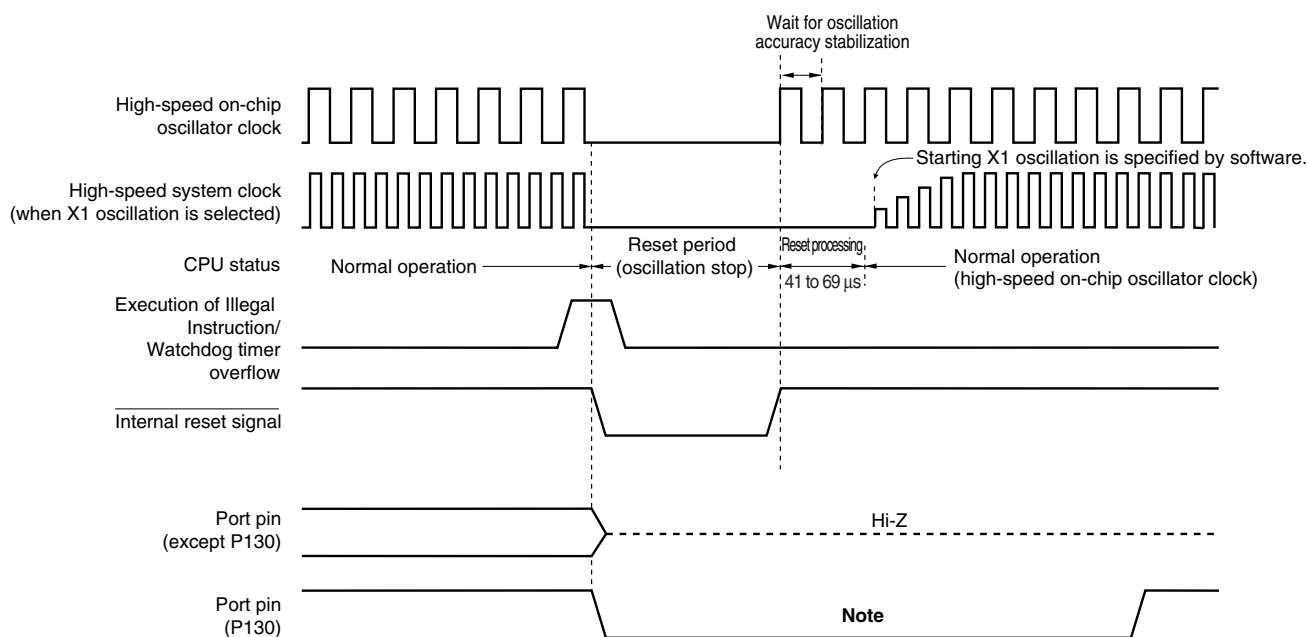 Wait for oscillation
accuracy stabilization
High-speed on-chip
oscillator clock
Starting X1 oscillation is specified by software.
High-speed system clock
(when X1 oscillation is selected)
CPU status
Normal operation
Reset period
(oscillation stop)
Reset processing
41 to 69 µs
Normal operation
(high-speed on-chip oscillator clock)
Execution of Illegal
Instruction/
Watchdog timer
overflow
Internal reset signal
Port pin
(except P130)
Hi-Z
Port pin
(P130)
Note